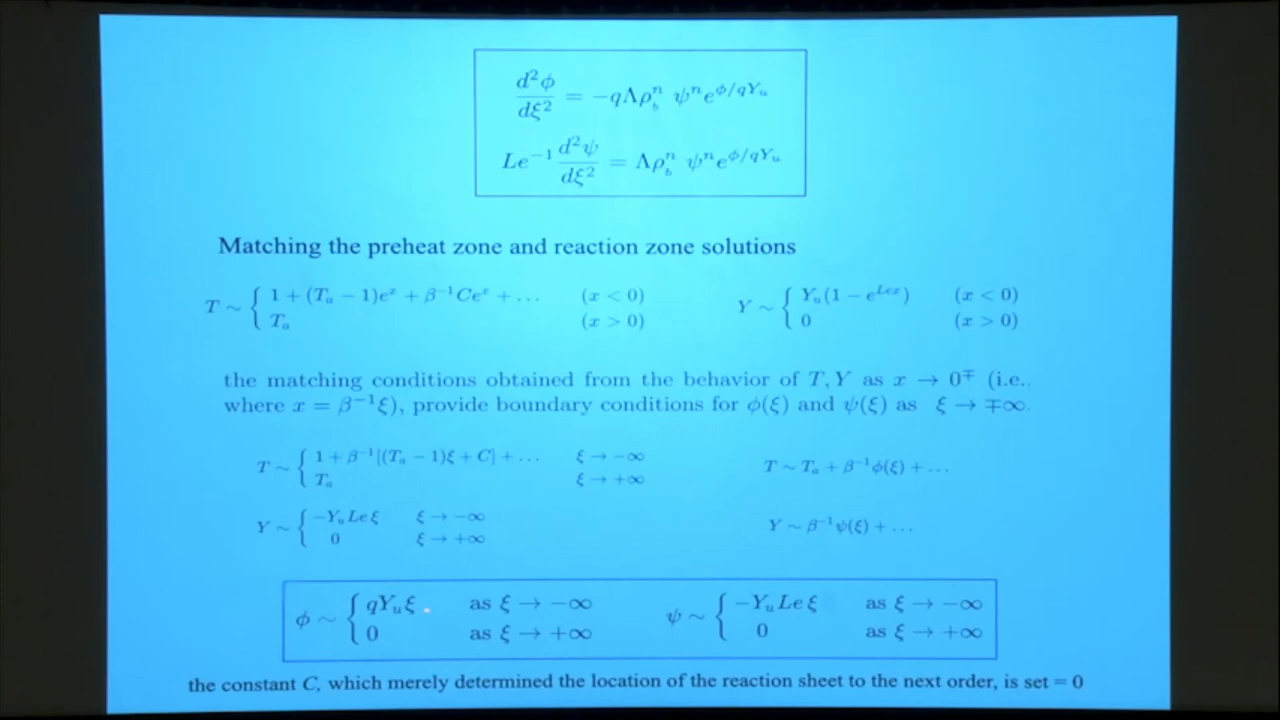 d²φ/dξ² = −qΛρ_b^n ψ^n e^{φ/qY_u}
Le^{−1} d²ψ/dξ² = Λρ_b^n ψ^n e^{φ/qY_u}
Matching the preheat zone and reaction zone solutions
T ∼ { 1 + (T_a − 1)e^x + β^{−1}Ce^x + ... (x < 0) Y ∼ { Y_u(1 − e^{Lex}) (x < 0)
T_a (x > 0) 0 (x > 0)
the matching conditions obtained from the behavior of T, Y as x → 0^∓ (i.e.,
where x = β^{−1}ξ), provide boundary conditions for φ(ξ) and ψ(ξ) as ξ → ∓∞.
T ∼ { 1 + β^{−1}[(T_a − 1)ξ + C] + ... ξ → −∞ T ∼ T_a + β^{−1}φ(ξ) + ...
T_a ξ → +∞
Y ∼ { −Y_u Le ξ ξ → −∞ Y ∼ β^{−1}ψ(ξ) + ...
0 ξ → +∞
φ ∼ { qY_u ξ as ξ → −∞ ψ ∼ { −Y_u Le ξ as ξ → −∞
0 as ξ → +∞ 0 as ξ → +∞
the constant C, which merely determined the location of the reaction sheet to the next order, is set = 0